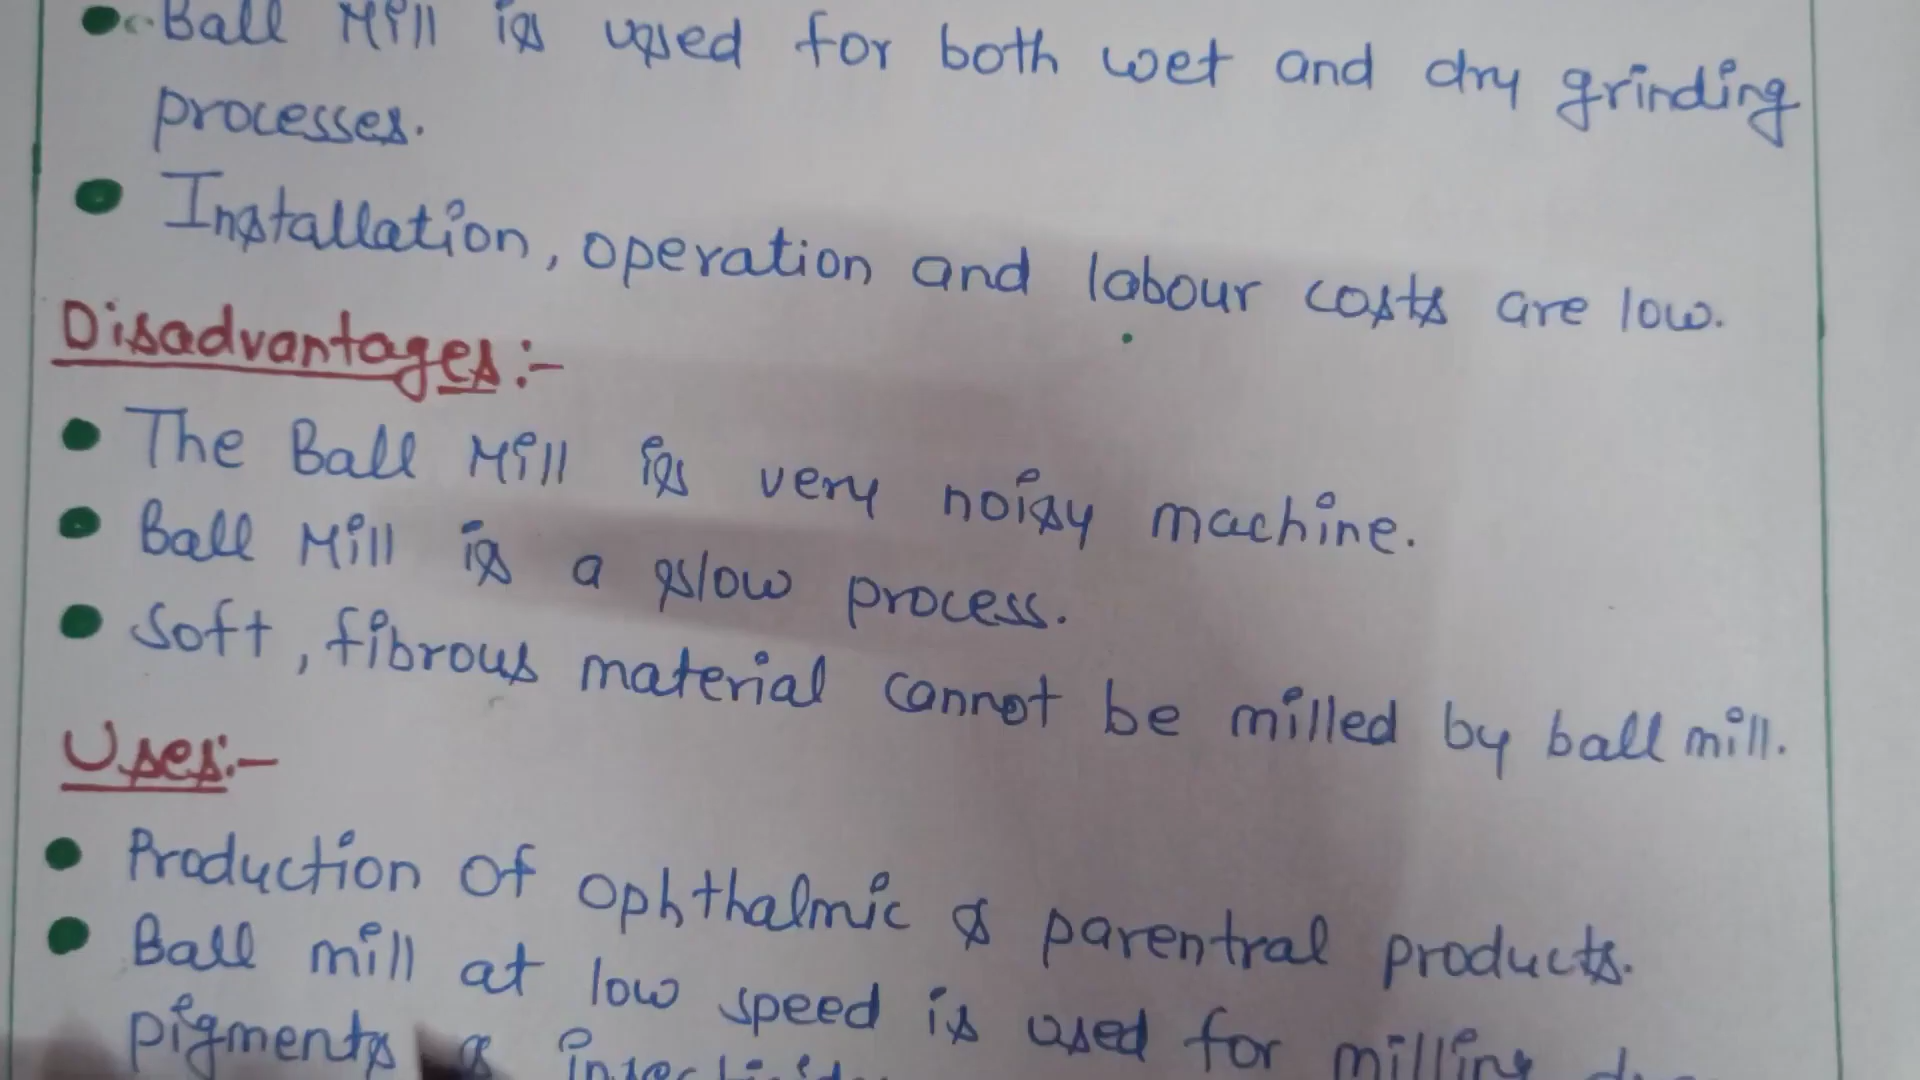 Ball Mill is used for both wet and dry grinding
processes.
Installation, operation and labour costs are low.
Disadvantages:-
The Ball Mill is very noisy machine.
Ball Mill is a slow process.
Soft, fibrous material cannot be milled by ball mill.
Uses:-
Production of Ophthalmic & parentral products.
Ball mill at low speed is used for milling
pigments &